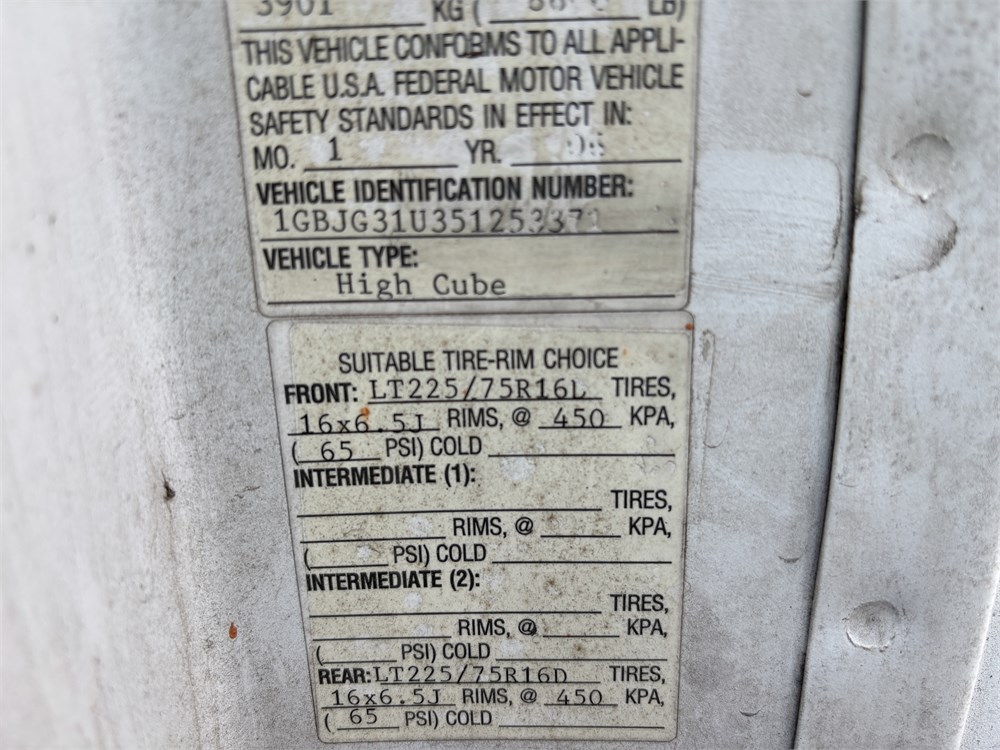 3901 KG ( LB)
THIS VEHICLE CONFORMS TO ALL APPLI-
CABLE U.S.A. FEDERAL MOTOR VEHICLE
SAFETY STANDARDS IN EFFECT IN:
MO. 1 YR.
VEHICLE IDENTIFICATION NUMBER:
VEHICLE TYPE:
High Cube
SUITABLE TIRE-RIM CHOICE
FRONT: LT225/75R16L TIRES,
16x6.5J RIMS, @ 450 KPA,
( 65 PSI) COLD
INTERMEDIATE (1):
TIRES,
RIMS, @ KPA,
( PSI) COLD
INTERMEDIATE (2):
TIRES,
RIMS, @ KPA,
( PSI) COLD
REAR: LT225/75R16D TIRES,
16x6.5J RIMS, @ 450 KPA,
( 65 PSI) COLD